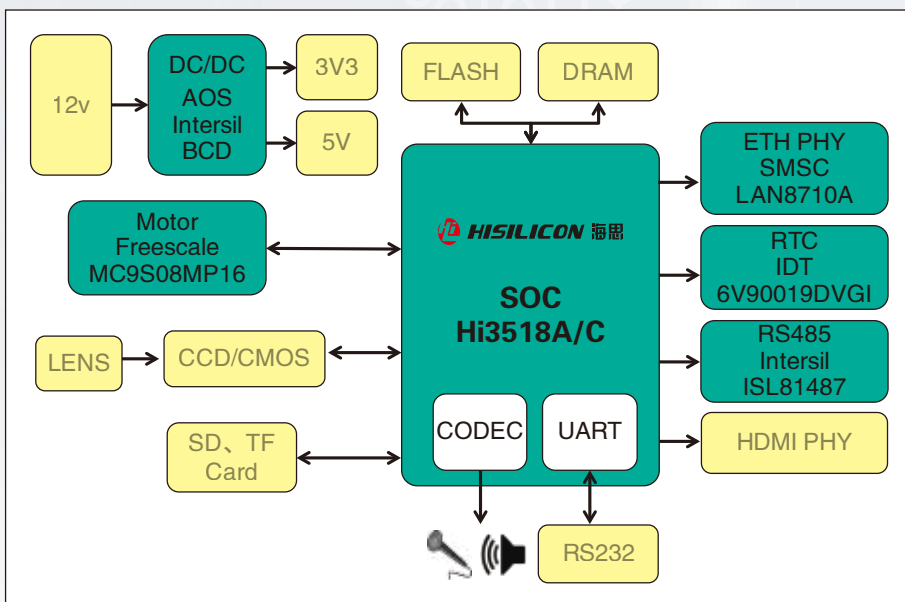 12v
DC/DC
AOS
Intersil
BCD
3V3
5V
FLASH
DRAM
Motor
Freescale
MC9S08MP16
HISILICON 海思
SOC
Hi3518A/C
ETH PHY
SMSC
LAN8710A
RTC
IDT
6V90019DVGI
RS485
Intersil
ISL81487
LENS
CCD/CMOS
SD、TF
Card
CODEC
UART
HDMI PHY
RS232